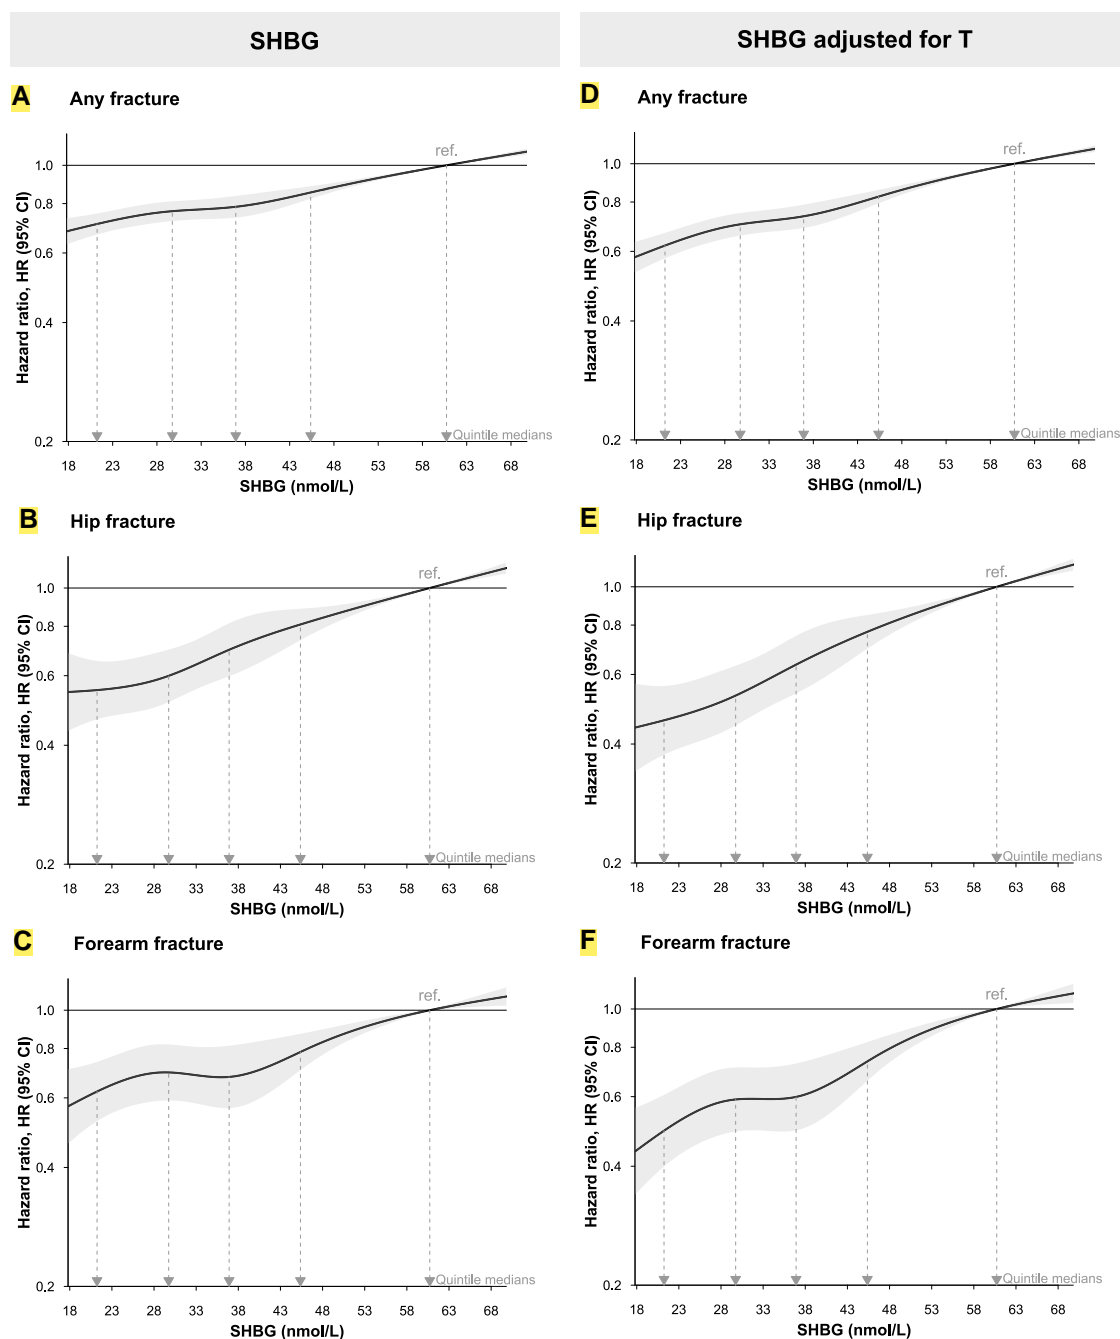 SHBG
SHBG adjusted for T
A Any fracture
Hazard ratio, HR (95% CI)
1.0
0.8
0.6
0.4
0.2
ref.
Quintile medians
18 23 28 33 38 43 48 53 58 63 68
SHBG (nmol/L)
D Any fracture
Hazard ratio, HR (95% CI)
1.0
0.8
0.6
0.4
0.2
ref.
Quintile medians
18 23 28 33 38 43 48 53 58 63 68
SHBG (nmol/L)
B Hip fracture
Hazard ratio, HR (95% CI)
1.0
0.8
0.6
0.4
0.2
ref.
Quintile medians
18 23 28 33 38 43 48 53 58 63 68
SHBG (nmol/L)
E Hip fracture
Hazard ratio, HR (95% CI)
1.0
0.8
0.6
0.4
0.2
ref.
Quintile medians
18 23 28 33 38 43 48 53 58 63 68
SHBG (nmol/L)
C Forearm fracture
Hazard ratio, HR (95% CI)
1.0
0.8
0.6
0.4
0.2
ref.
Quintile medians
18 23 28 33 38 43 48 53 58 63 68
SHBG (nmol/L)
F Forearm fracture
Hazard ratio, HR (95% CI)
1.0
0.8
0.6
0.4
0.2
ref.
Quintile medians
18 23 28 33 38 43 48 53 58 63 68
SHBG (nmol/L)